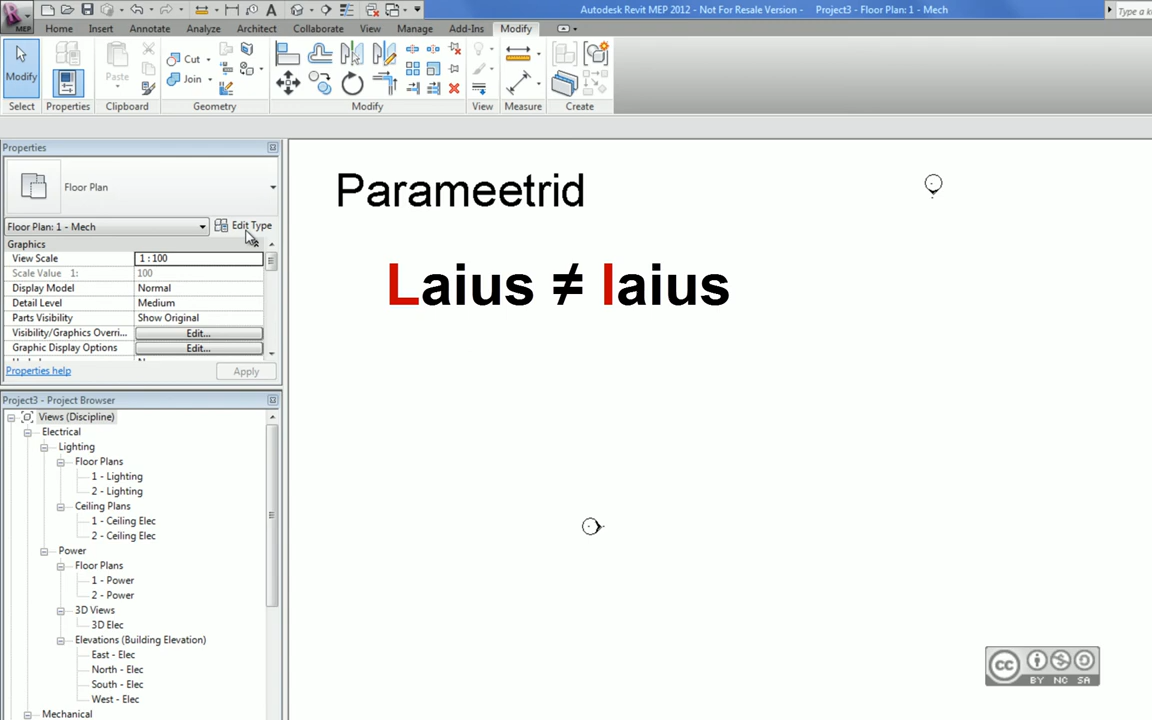 MEP
Autodesk Revit MEP 2012 - Not For Resale Version - Project3 - Floor Plan: 1 - Mech
Type a k
Home Insert Annotate Analyze Architect Collaborate View Manage Add-Ins Modify
Modify Paste Cut Join
Select Properties Clipboard Geometry Modify View Measure Create
Properties
Floor Plan
Floor Plan: 1 - Mech Edit Type
Graphics
View Scale 1 : 100
Scale Value 1: 100
Display Model Normal
Detail Level Medium
Parts Visibility Show Original
Visibility/Graphics Overri... Edit...
Graphic Display Options Edit...
Properties help Apply
Project3 - Project Browser
Views (Discipline)
Electrical
Lighting
Floor Plans
1 - Lighting
2 - Lighting
Ceiling Plans
1 - Ceiling Elec
2 - Ceiling Elec
Power
Floor Plans
1 - Power
2 - Power
3D Views
3D Elec
Elevations (Building Elevation)
East - Elec
North - Elec
South - Elec
West - Elec
Mechanical
Parameetrid
Laius ≠ laius
cc
BY NC SA